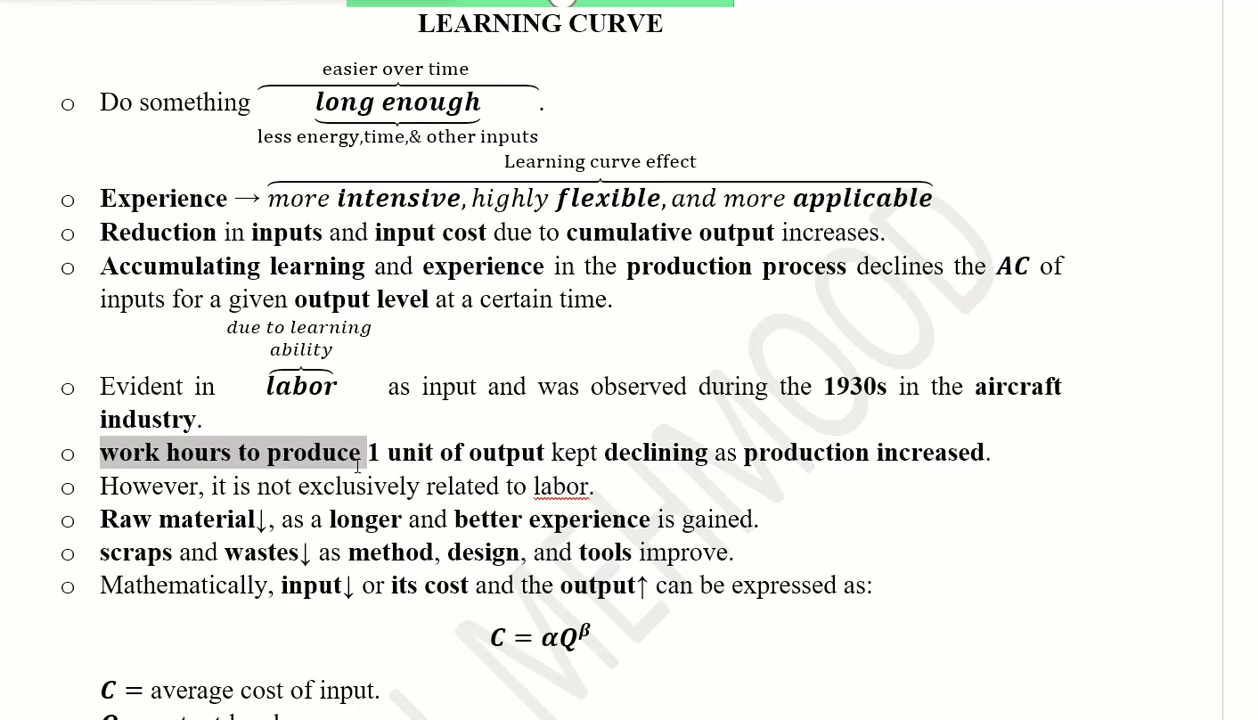 LEARNING CURVE
easier over time
o Do something long enough .
less energy,time,& other inputs
Learning curve effect
o Experience → more intensive, highly flexible, and more applicable
o Reduction in inputs and input cost due to cumulative output increases.
o Accumulating learning and experience in the production process declines the AC of
inputs for a given output level at a certain time.
due to learning
ability
o Evident in labor as input and was observed during the 1930s in the aircraft
industry.
o work hours to produce 1 unit of output kept declining as production increased.
o However, it is not exclusively related to labor.
o Raw material↓, as a longer and better experience is gained.
o scraps and wastes↓ as method, design, and tools improve.
o Mathematically, input↓ or its cost and the output↑ can be expressed as:
C = αQ^β
C = average cost of input.
MEHMOOD